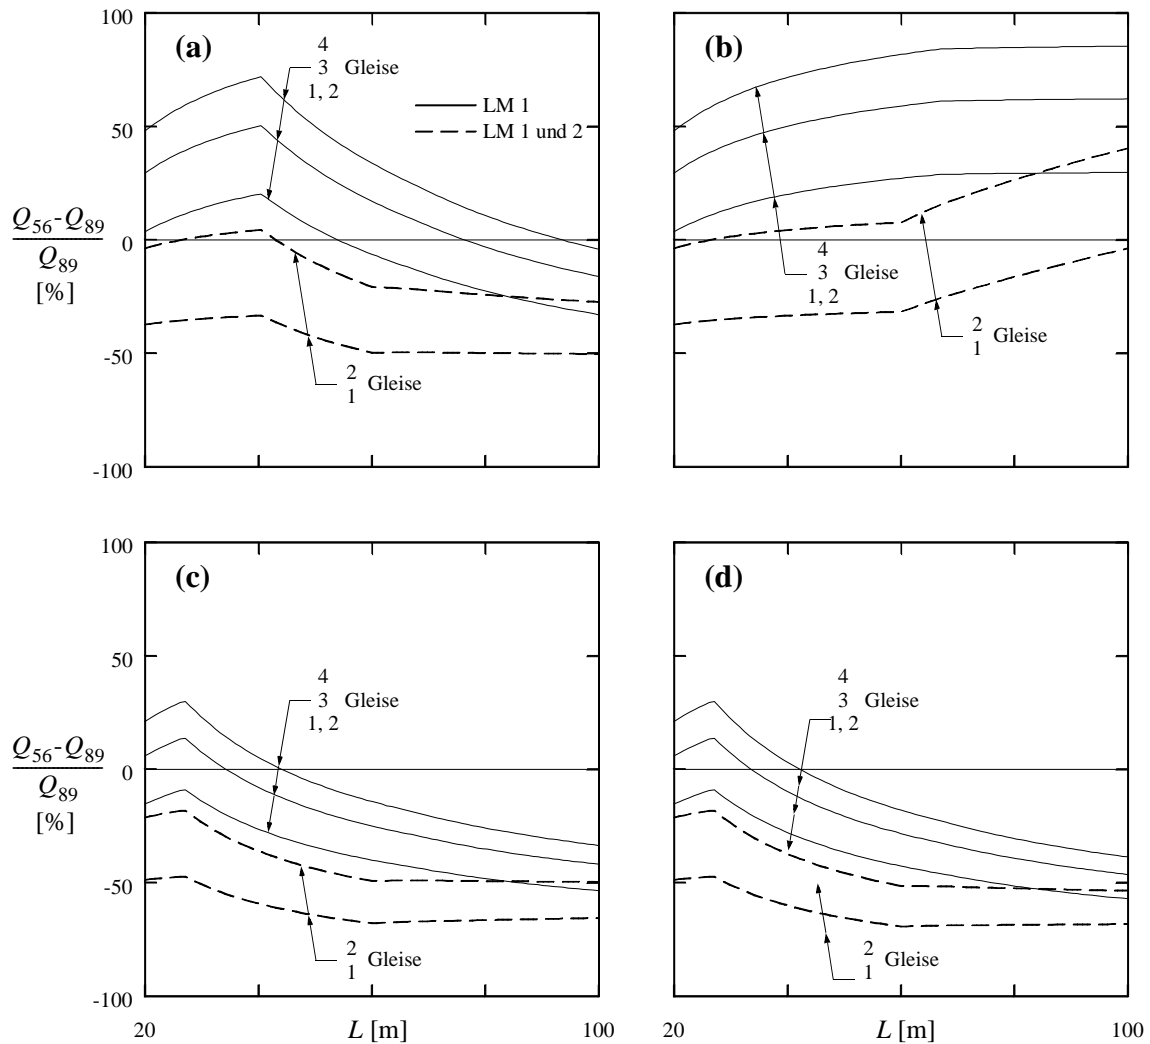 100
(a)
4
3 Gleise
1, 2
LM 1
LM 1 und 2
50
Q56-Q89
Q89
[%]
0
-50
2
1 Gleise
-100
(b)
4
3 Gleise
1, 2
2
1 Gleise
100
(c)
50
4
3 Gleise
1, 2
Q56-Q89
Q89
[%]
0
-50
2
1 Gleise
-100
20
L [m]
100
(d)
4
3 Gleise
1, 2
2
1 Gleise
20
L [m]
100